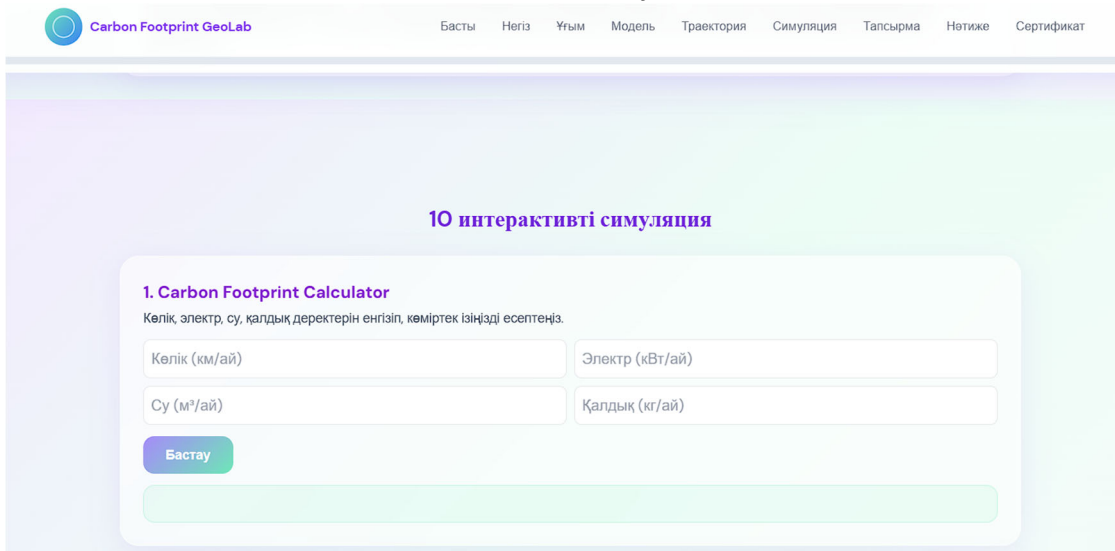 Carbon Footprint GeoLab
Басты Негіз Ұғым Модель Траектория Симуляция Тапсырма Нәтиже Сертификат
10 интерактивті симуляция
1. Carbon Footprint Calculator
Көлік, электр, су, қалдық деректерін енгізіп, көміртек ізіңізді есептеңіз.
Көлік (км/ай)
Электр (кВт/ай)
Су (м³/ай)
Қалдық (кг/ай)
Бастау